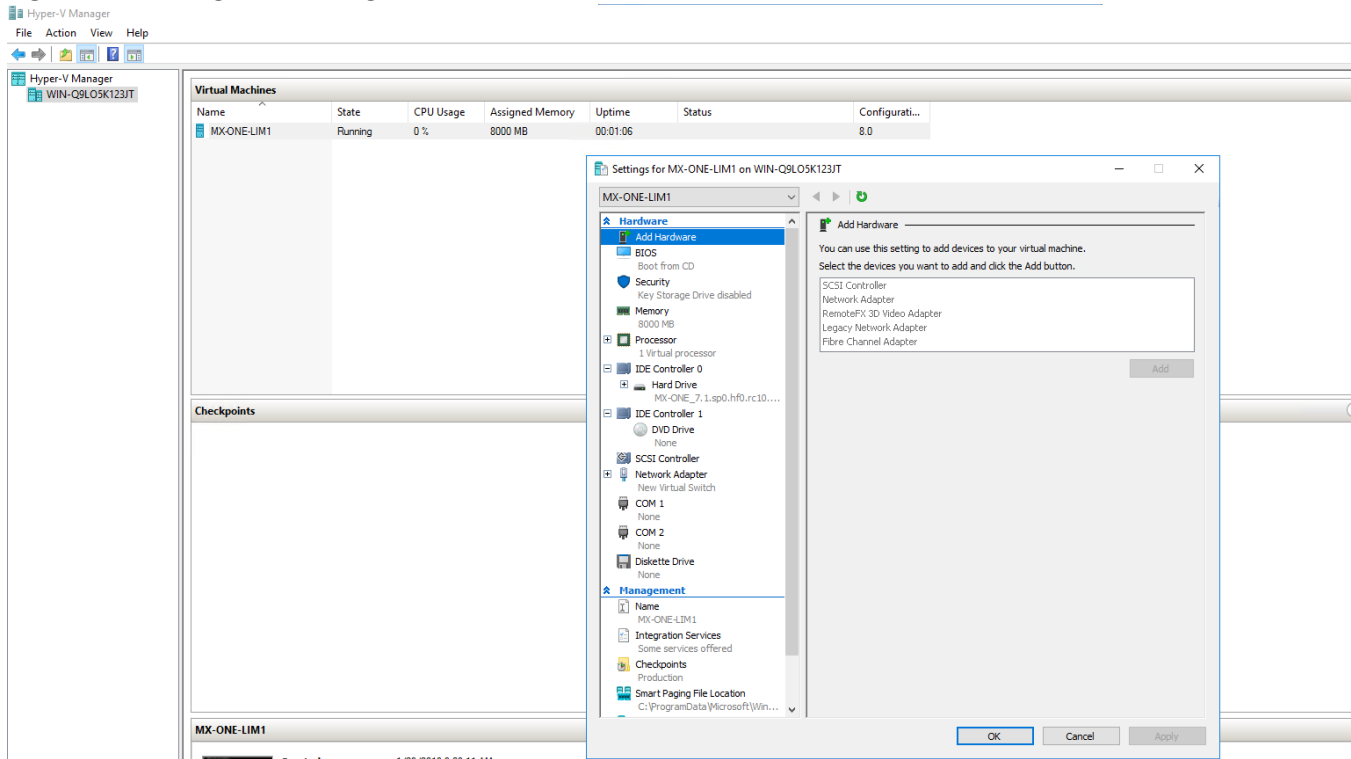 Hyper-V Manager
File Action View Help
Hyper-V Manager
WIN-Q9LO5K123JT
Virtual Machines
Name State CPU Usage Assigned Memory Uptime Status Configurati...
MX-ONE-LIM1 Running 0 % 8000 MB 00:01:06 8.0
Checkpoints
MX-ONE-LIM1
Settings for MX-ONE-LIM1 on WIN-Q9LO5K123JT
MX-ONE-LIM1
Hardware
Add Hardware
BIOS
Boot from CD
Security
Key Storage Drive disabled
Memory
8000 MB
Processor
1 Virtual processor
IDE Controller 0
Hard Drive
MX-ONE_7.1.sp0.hf0.rc10....
IDE Controller 1
DVD Drive
None
SCSI Controller
Network Adapter
New Virtual Switch
COM 1
None
COM 2
None
Diskette Drive
None
Management
Name
MX-ONE-LIM1
Integration Services
Some services offered
Checkpoints
Production
Smart Paging File Location
C:\ProgramData\Microsoft\Win...
Add Hardware
You can use this setting to add devices to your virtual machine.
Select the devices you want to add and click the Add button.
SCSI Controller
Network Adapter
RemoteFX 3D Video Adapter
Legacy Network Adapter
Fibre Channel Adapter
Add
OK Cancel Apply